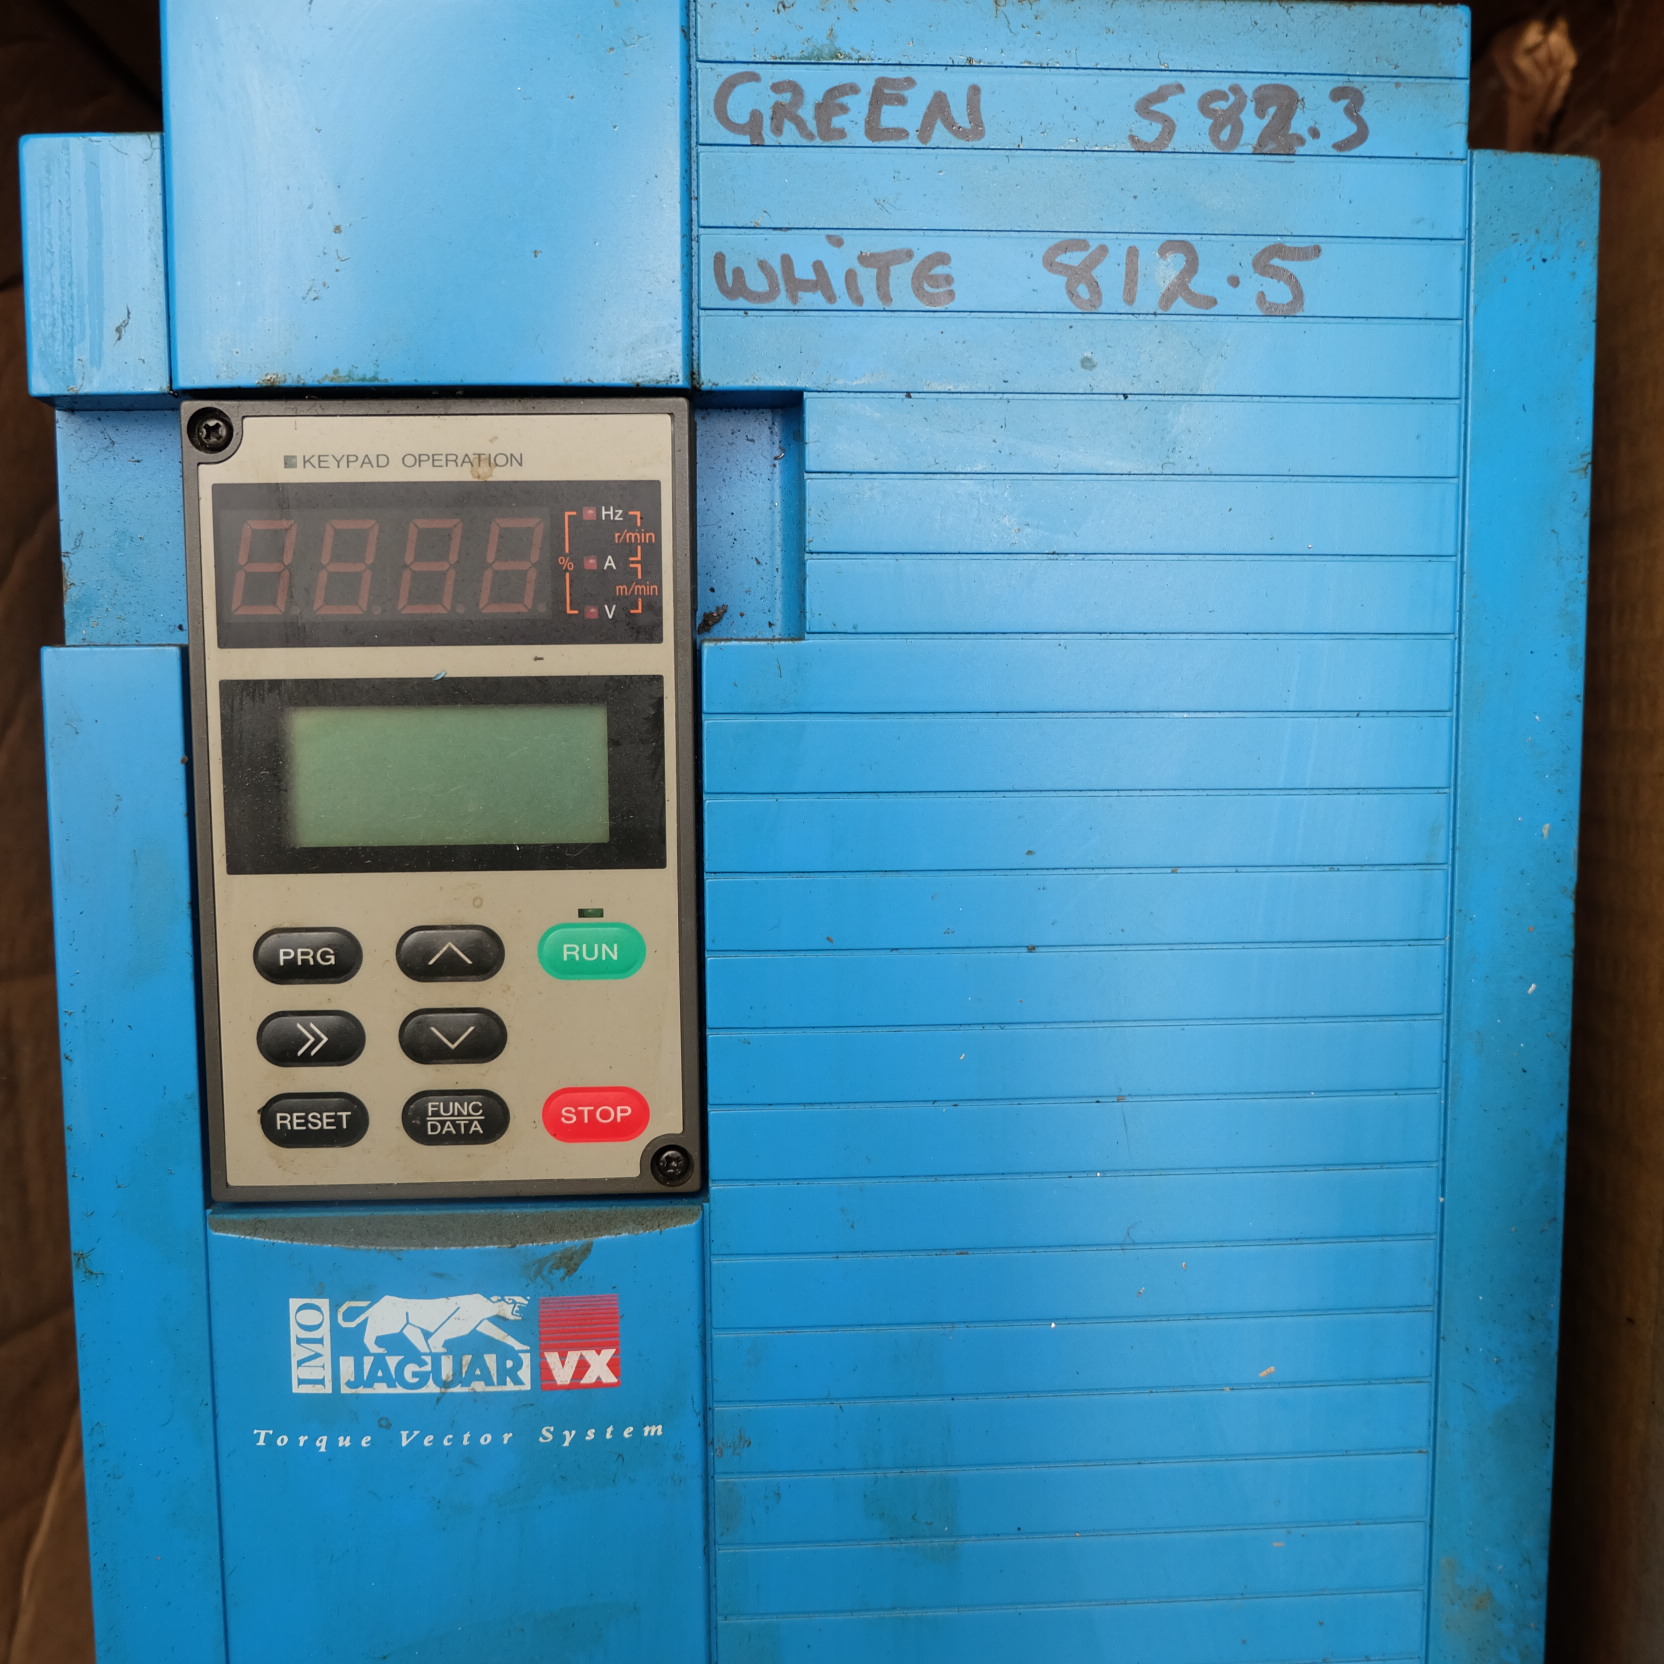 GREEN 582.3
WHITE 812.5
KEYPAD OPERATION
Hz
r/min
% A
m/min
V
PRG
RUN
RESET
FUNC
DATA
STOP
IMO JAGUAR VX
Torque Vector System